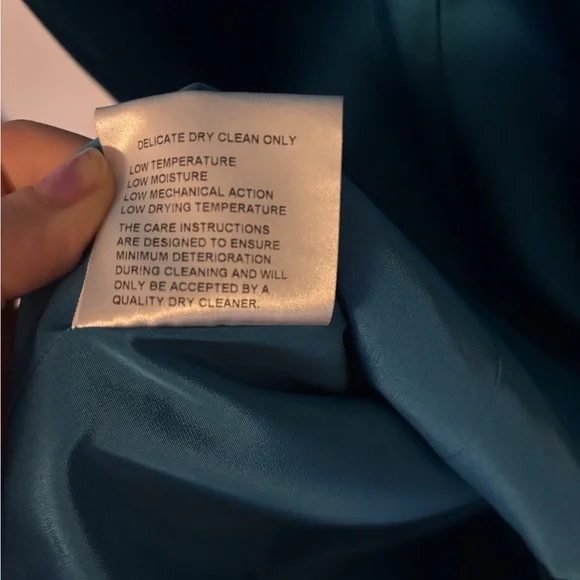 DELICATE DRY CLEAN ONLY
LOW TEMPERATURE
LOW MOISTURE
LOW MECHANICAL ACTION
LOW DRYING TEMPERATURE
THE CARE INSTRUCTIONS
ARE DESIGNED TO ENSURE
MINIMUM DETERIORATION
DURING CLEANING AND WILL
ONLY BE ACCEPTED BY A
QUALITY DRY CLEANER.